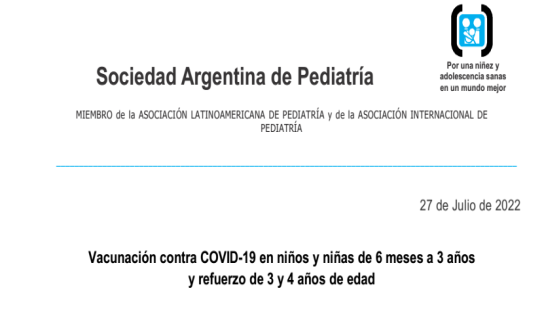 Por una niñez y
adolescencia sanas
en un mundo mejor
Sociedad Argentina de Pediatría
MIEMBRO de la ASOCIACIÓN LATINOAMERICANA DE PEDIATRÍA y de la ASOCIACIÓN INTERNACIONAL DE
PEDIATRÍA
27 de Julio de 2022
Vacunación contra COVID-19 en niños y niñas de 6 meses a 3 años
y refuerzo de 3 y 4 años de edad